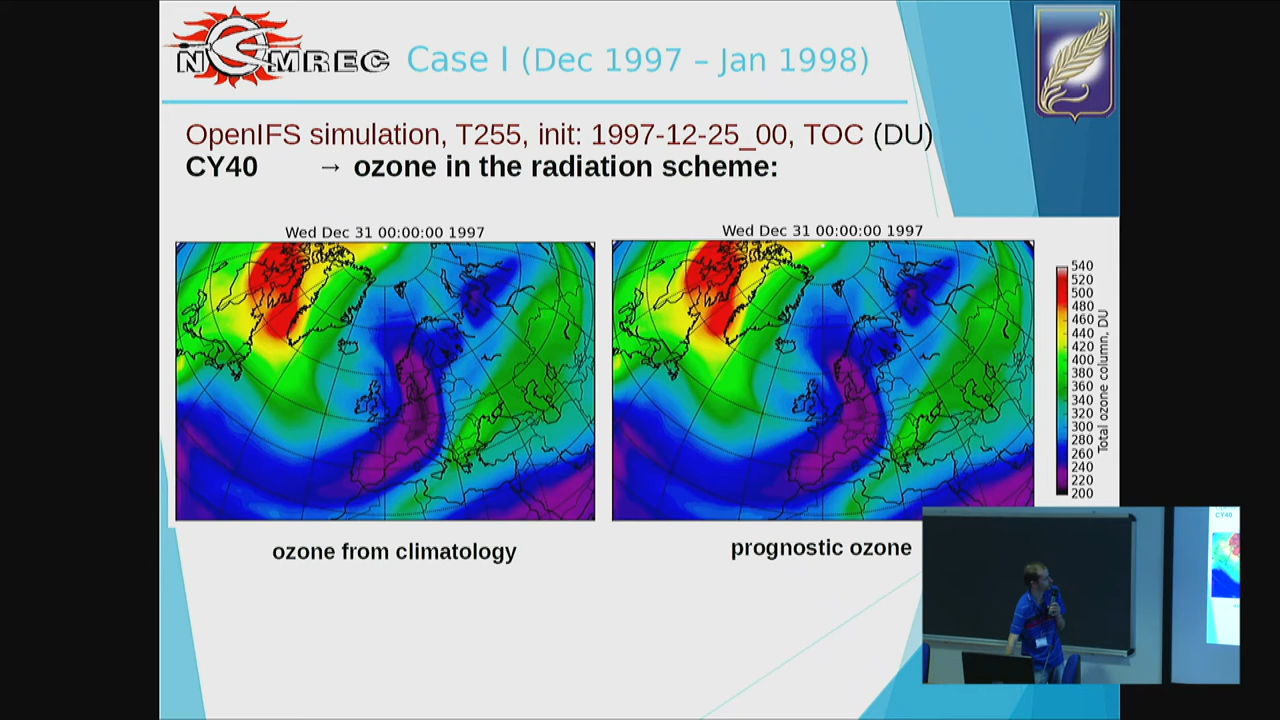 NCMREC
Case I (Dec 1997 – Jan 1998)
OpenIFS simulation, T255, init: 1997-12-25_00, TOC (DU)
CY40 → ozone in the radiation scheme:
Wed Dec 31 00:00:00 1997
Wed Dec 31 00:00:00 1997
540
520
500
480
460
440
420
400
380
360
340
320
300
280
260
240
220
200
Total ozone column, DU
ozone from climatology
prognostic ozone
CY40